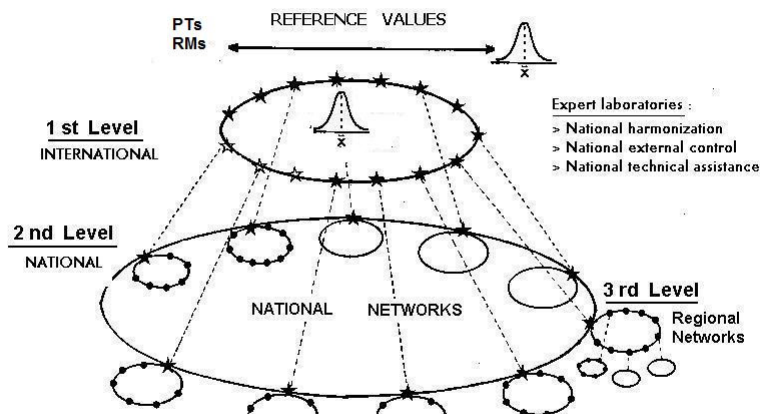 PTs
RMs
REFERENCE VALUES
x̄
x̄
1 st Level
INTERNATIONAL
Expert laboratories :
> National harmonization
> National external control
> National technical assistance
2 nd Level
NATIONAL
NATIONAL NETWORKS
3 rd Level
Regional
Networks